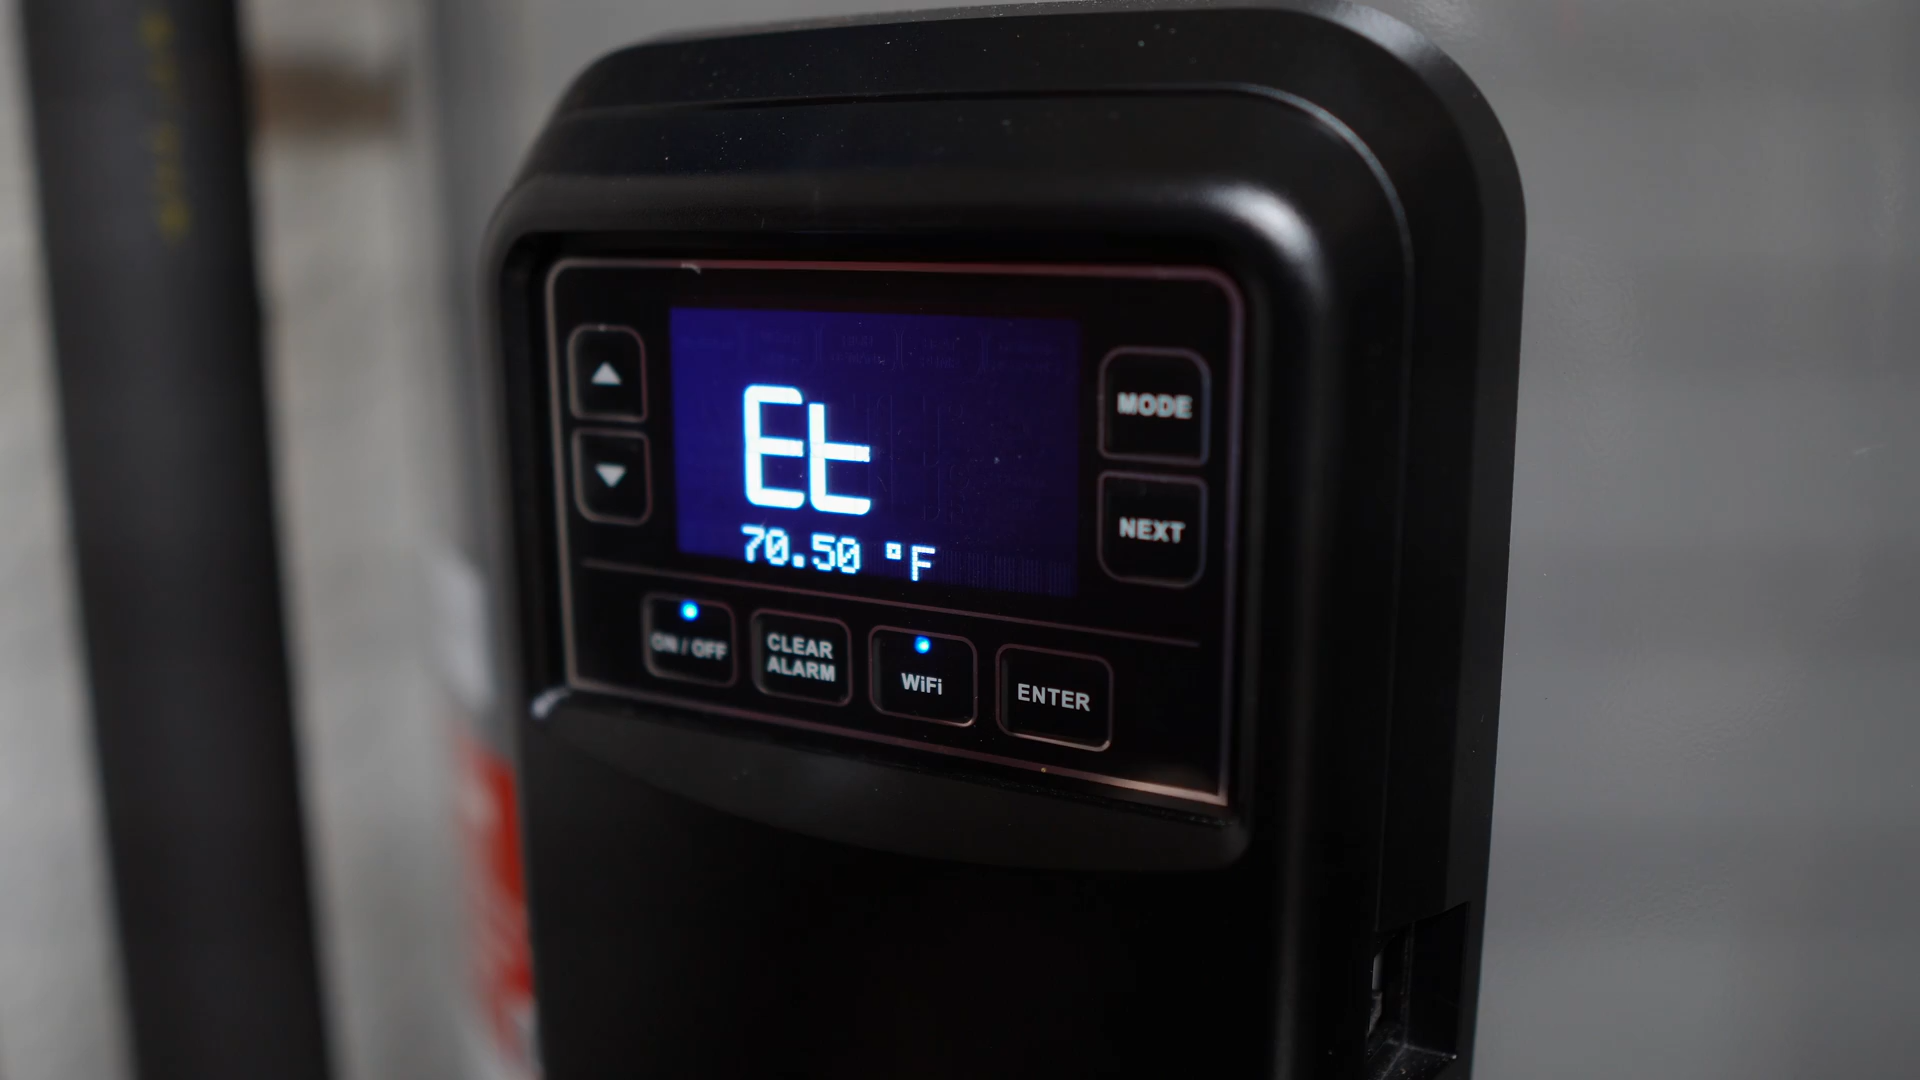 Et
70.50 °F
MODE
NEXT
ON / OFF
CLEAR
ALARM
WiFi
ENTER